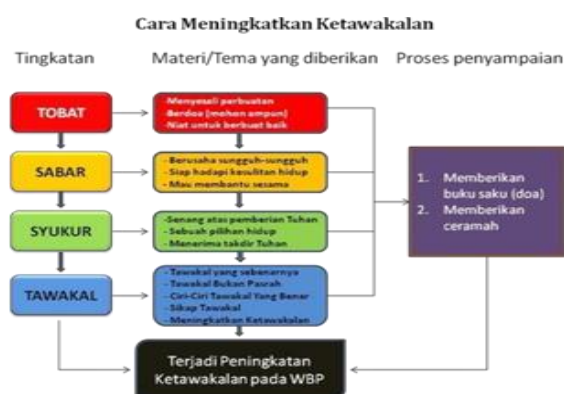 Cara Meningkatkan Ketawakalan
Tingkatan
Materi/Tema yang diberikan
Proses penyampaian
TOBAT
-Menyesali perbuatan
-Berdoa (mohon ampun)
-Niat untuk berbuat baik
SABAR
- Berusaha sungguh-sungguh
- Siap hadapi kesulitan hidup
- Mau membantu sesama
SYUKUR
-Senang atas pemberian Tuhan
- Sebuah pilihan hidup
- Menerima takdir Tuhan
TAWAKAL
- Tawakal yang sebenarnya
- Tawakal Bukan Pasrah
-Ciri-Ciri Tawakal Yang Benar
- Sikap Tawakal
- Meningkatkan Ketawakalan
1. Memberikan
buku saku (doa)
2. Memberikan
ceramah
Terjadi Peningkatan
Ketawakalan pada WBP